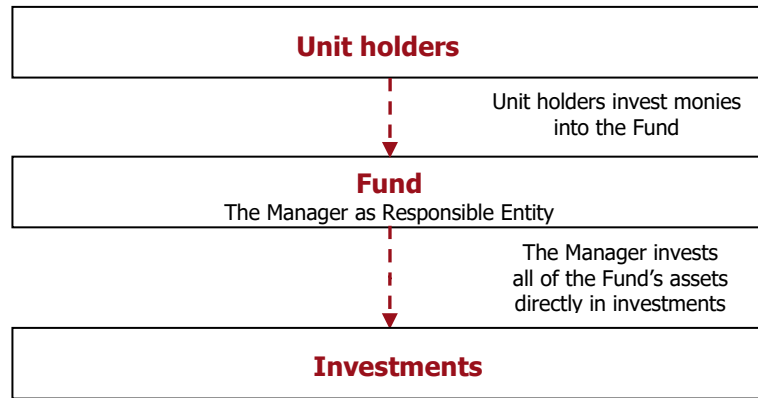 Unit holders
Unit holders invest monies
into the Fund
Fund
The Manager as Responsible Entity
The Manager invests
all of the Fund's assets
directly in investments
Investments